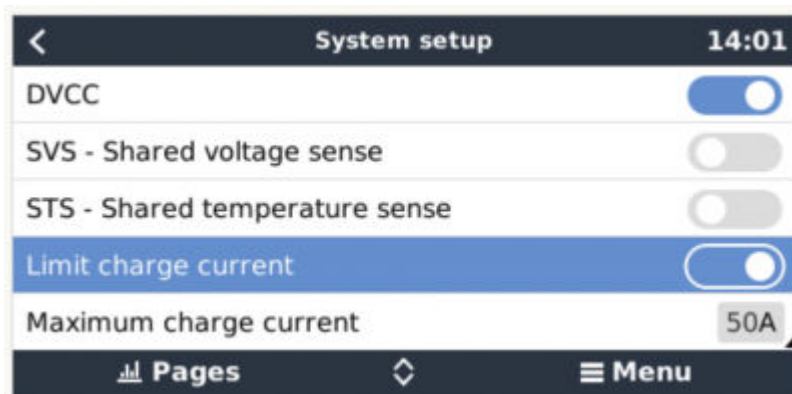 System setup 14:01
DVCC
SVS - Shared voltage sense
STS - Shared temperature sense
Limit charge current
Maximum charge current 50A
Pages Menu